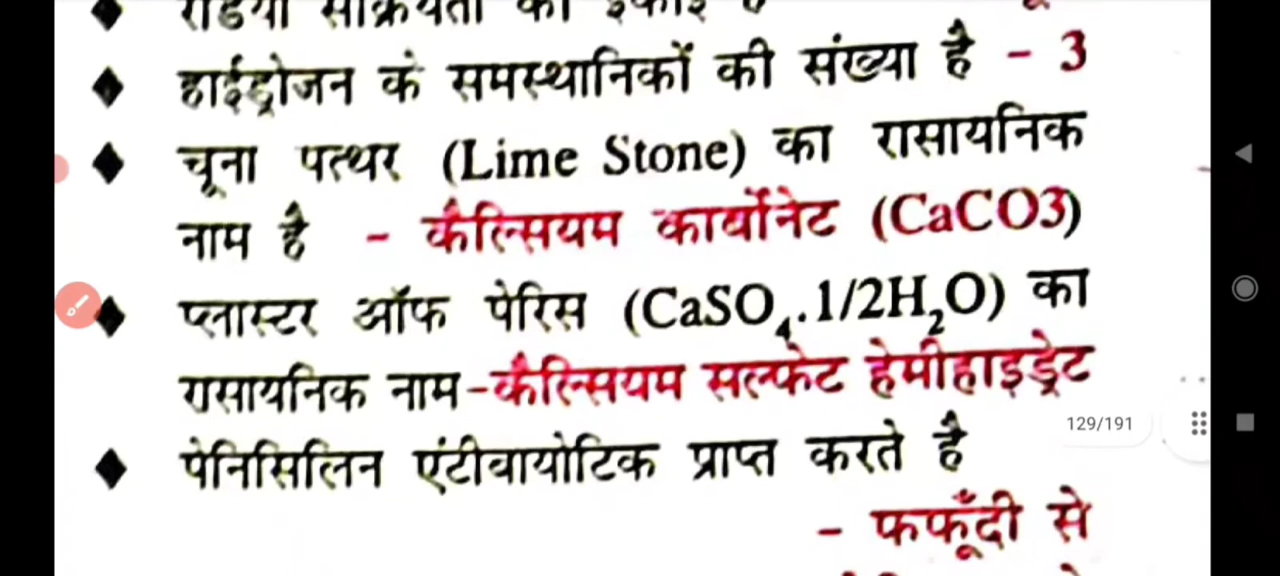 हाईड्रोजन के समस्थानिकों की संख्या है - 3
चूना पत्थर (Lime Stone) का रासायनिक
नाम है - कैल्सियम कार्योनेट (CaCO3)
प्लास्टर ऑफ पेरिस (CaSO₄.1/2H₂O) का
रासायनिक नाम-कैल्सियम सल्फेट हेमीहाइड्रेट
129/191
पेनिसिलिन एंटीवायोटिक प्राप्त करते है
- फफूँदी से